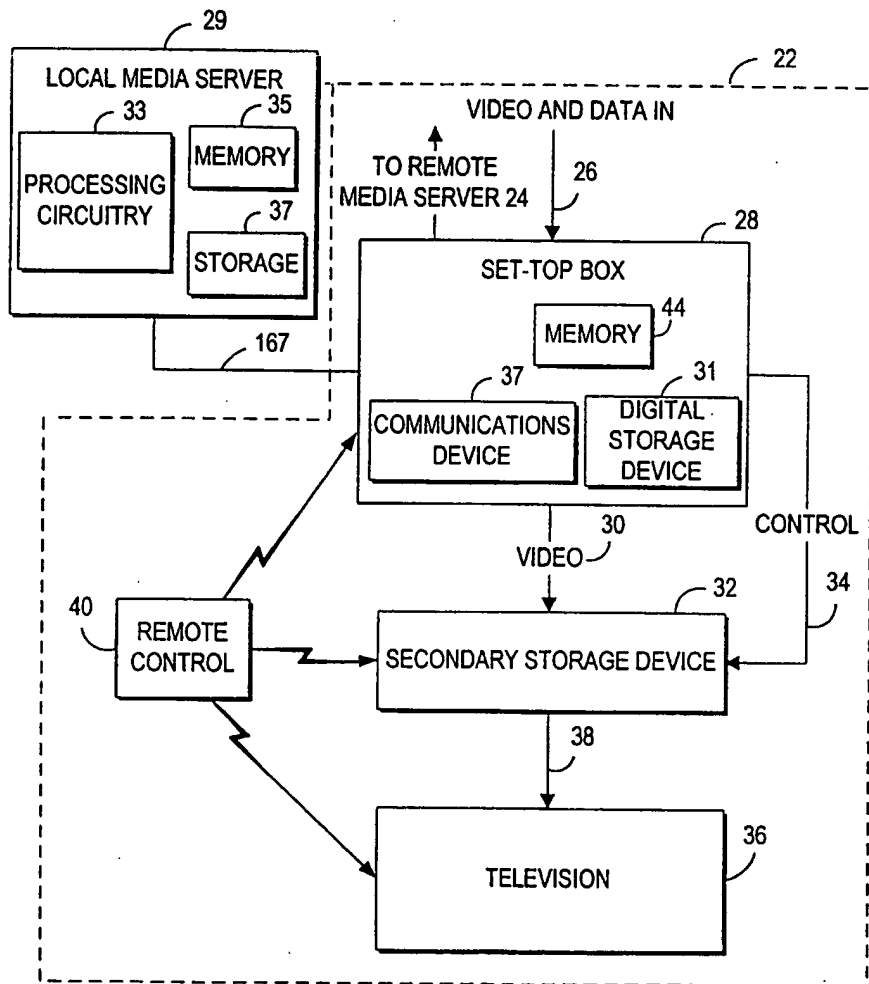 29
LOCAL MEDIA SERVER
33
35
PROCESSING
CIRCUITRY
MEMORY
37
STORAGE
22
VIDEO AND DATA IN
TO REMOTE
MEDIA SERVER 24
26
28
SET-TOP BOX
MEMORY
44
167
37
COMMUNICATIONS
DEVICE
31
DIGITAL
STORAGE
DEVICE
VIDEO
30
CONTROL
34
40
REMOTE
CONTROL
32
SECONDARY STORAGE DEVICE
38
36
TELEVISION